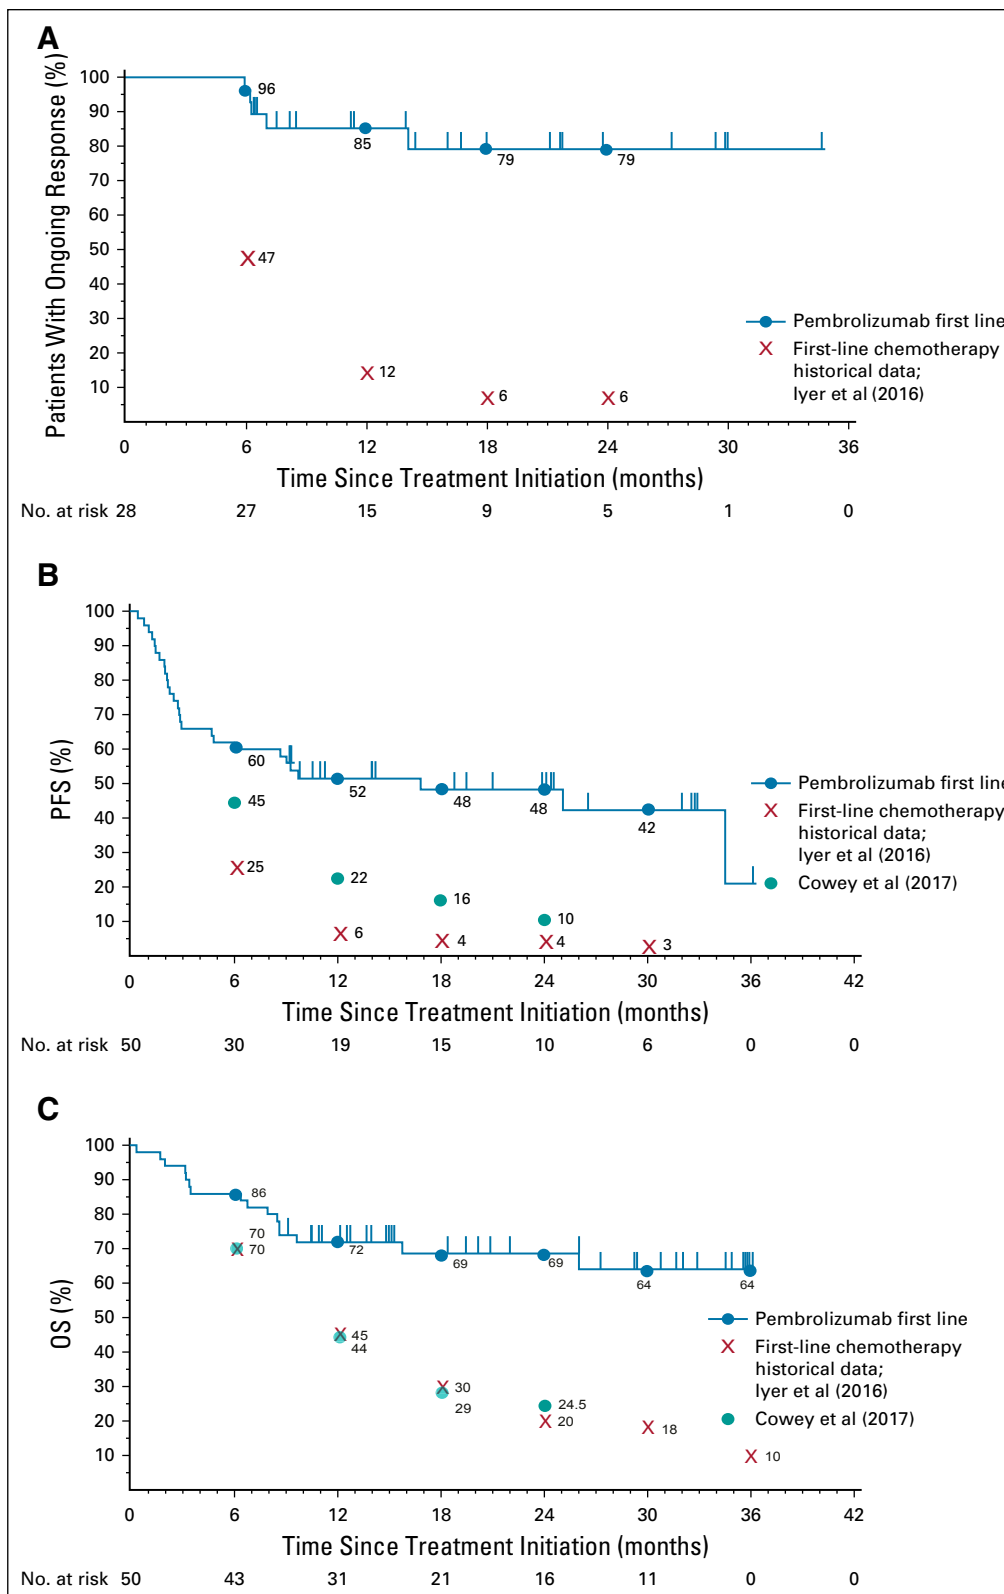 A
Patients With Ongoing Response (%)
100
90
80
70
60
50
40
30
20
10
96
85
79
79
47
12
6
6
Pembrolizumab first line
First-line chemotherapy
historical data;
Iyer et al (2016)
0 6 12 18 24 30 36
Time Since Treatment Initiation (months)
No. at risk 28 27 15 9 5 1 0
B
PFS (%)
100
90
80
70
60
50
40
30
20
10
60
52
48
48
42
45
22
16
10
25
6
4
4
3
Pembrolizumab first line
First-line chemotherapy
historical data;
Iyer et al (2016)
Cowey et al (2017)
0 6 12 18 24 30 36 42
Time Since Treatment Initiation (months)
No. at risk 50 30 19 15 10 6 0 0
C
OS (%)
100
90
80
70
60
50
40
30
20
10
86
72
69
69
64
64
70
70
45
44
30
29
24.5
20
18
10
Pembrolizumab first line
First-line chemotherapy
historical data;
Iyer et al (2016)
Cowey et al (2017)
0 6 12 18 24 30 36 42
Time Since Treatment Initiation (months)
No. at risk 50 43 31 21 16 11 0 0